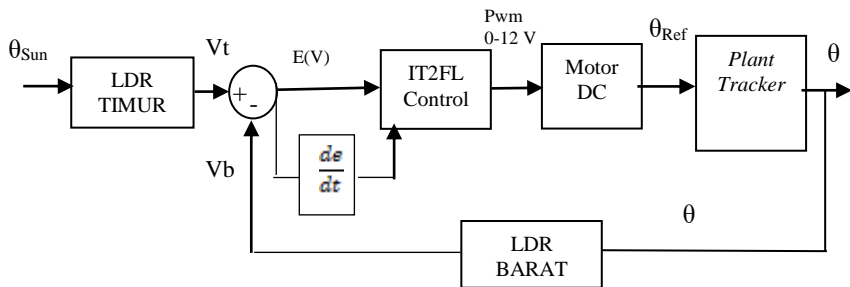 θSun
LDR
TIMUR
Vt
+
-
E(V)
IT2FL
Control
Pwm
0-12 V
Motor
DC
θRef
Plant
Tracker
θ
Vb
de
dt
LDR
BARAT
θ